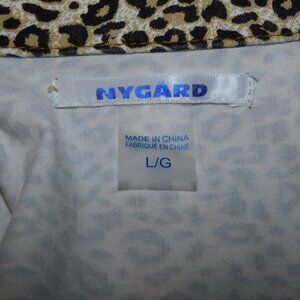 NYGARD
MADE IN CHINA
FABRIQUÉ EN CHINE
L/G